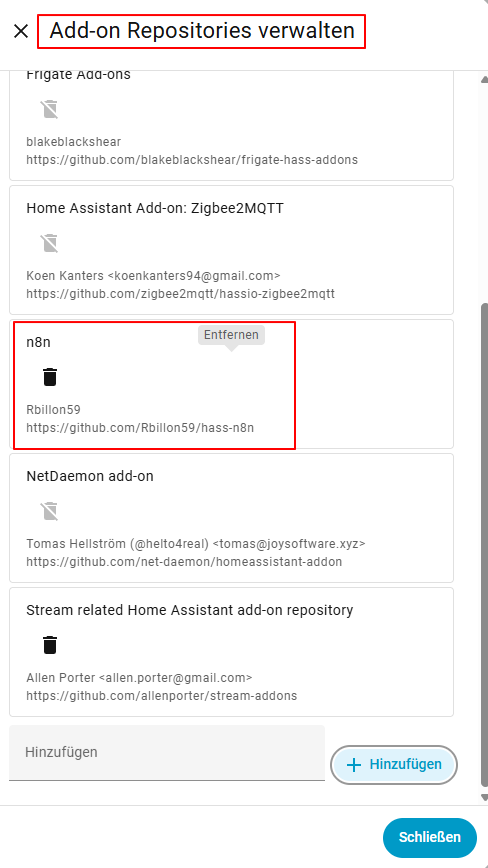 Add-on Repositories verwalten
Frigate Add-ons
blakeblackshear
https://github.com/blakeblackshear/frigate-hass-addons
Home Assistant Add-on: Zigbee2MQTT
Koen Kanters <koenkanters94@gmail.com>
https://github.com/zigbee2mqtt/hassio-zigbee2mqtt
Entfernen
n8n
Rbillon59
https://github.com/Rbillon59/hass-n8n
NetDaemon add-on
Tomas Hellström (@helto4real) <tomas@joysoftware.xyz>
https://github.com/net-daemon/homeassistant-addon
Stream related Home Assistant add-on repository
Allen Porter <allen.porter@gmail.com>
https://github.com/allenporter/stream-addons
Hinzufügen
Hinzufügen
Schließen